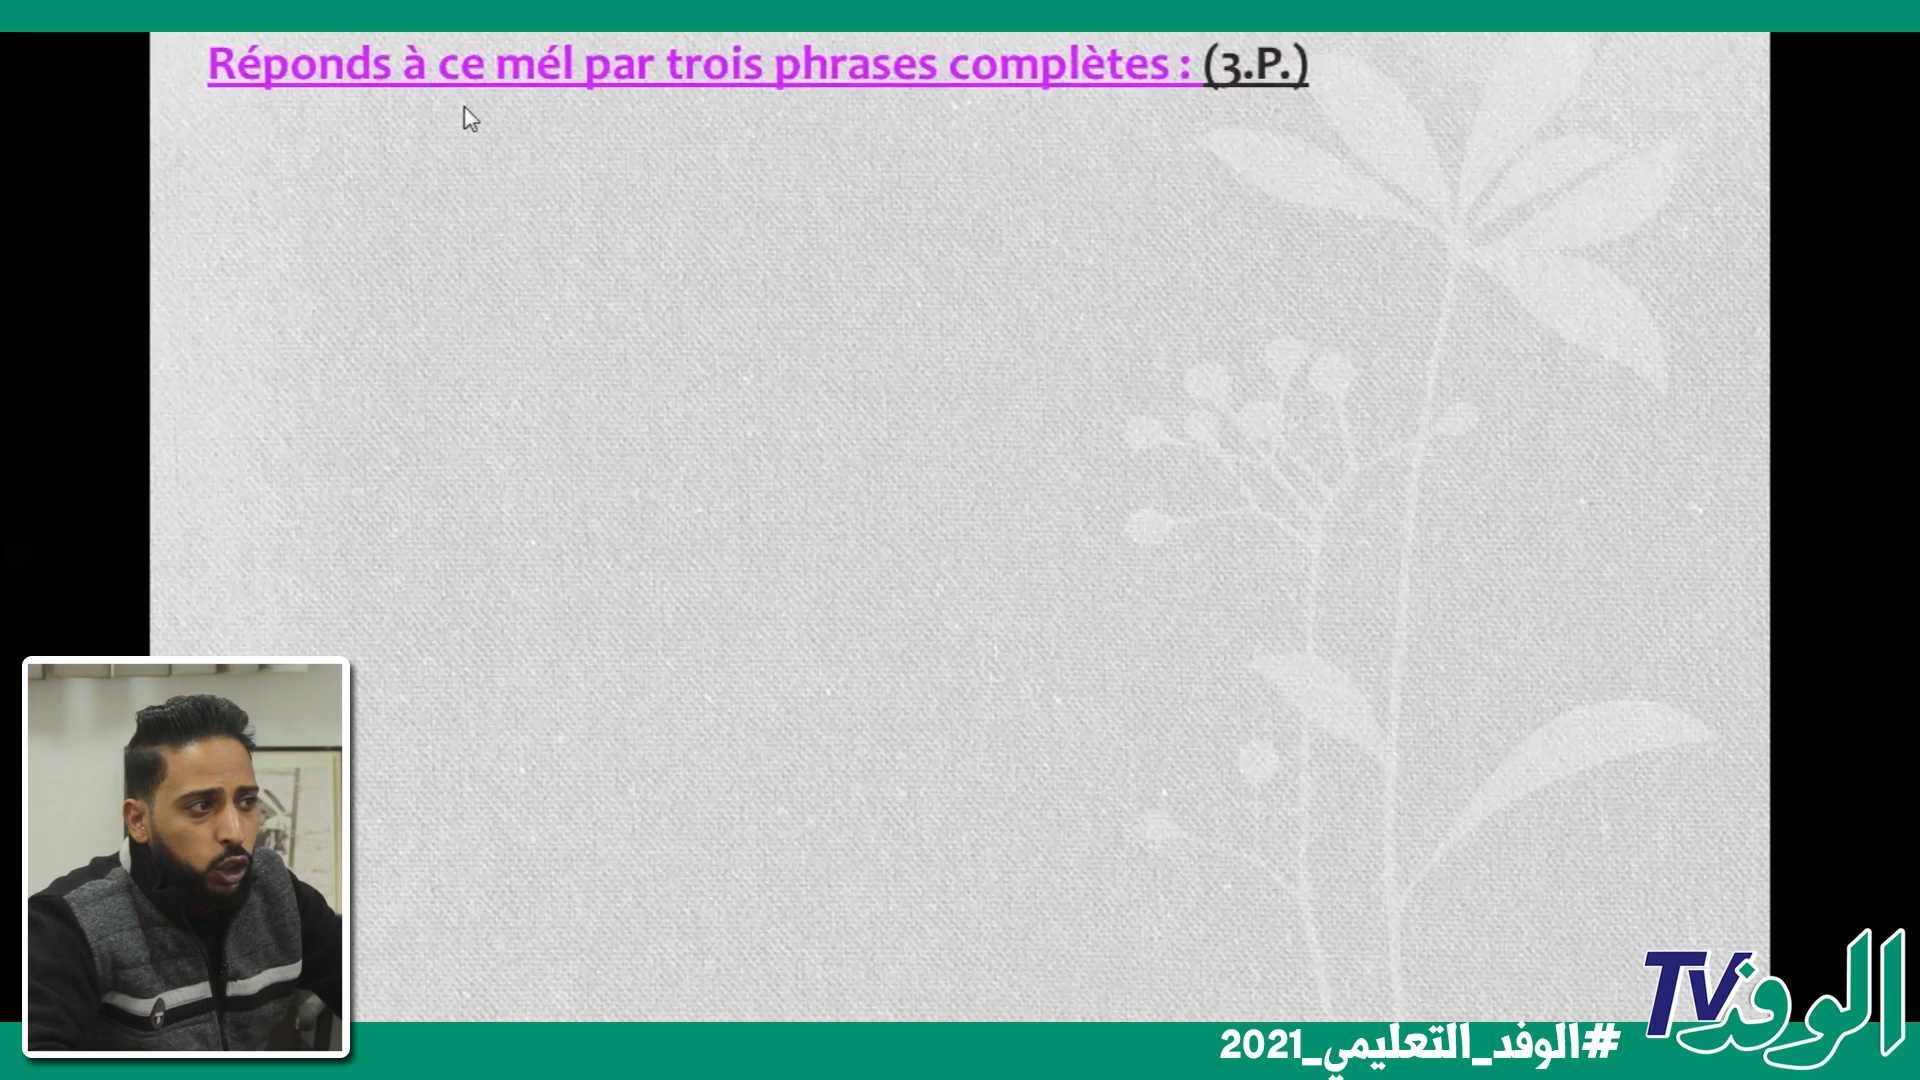 Réponds à ce mél par trois phrases complètes : (3.P.)
الوفد TV
#الوفد_التعليمي_2021